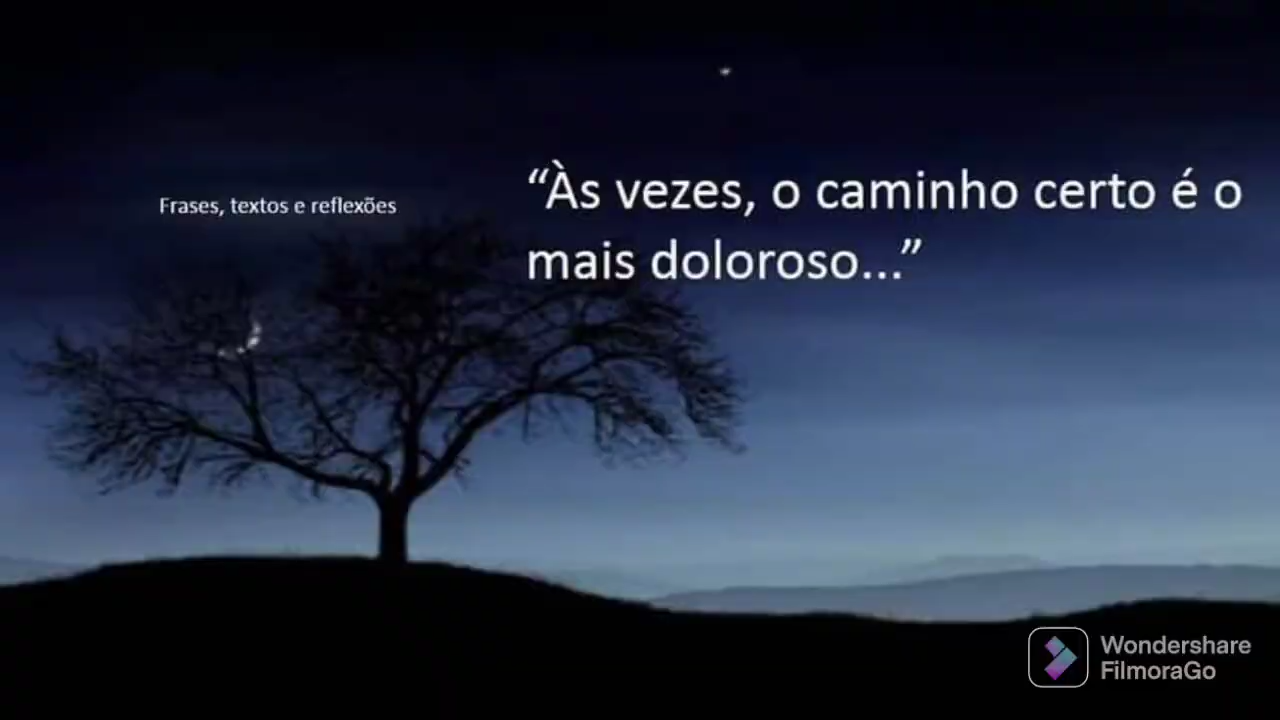 Frases, textos e reflexões
“Às vezes, o caminho certo é o
mais doloroso...”
Wondershare
FilmoraGo